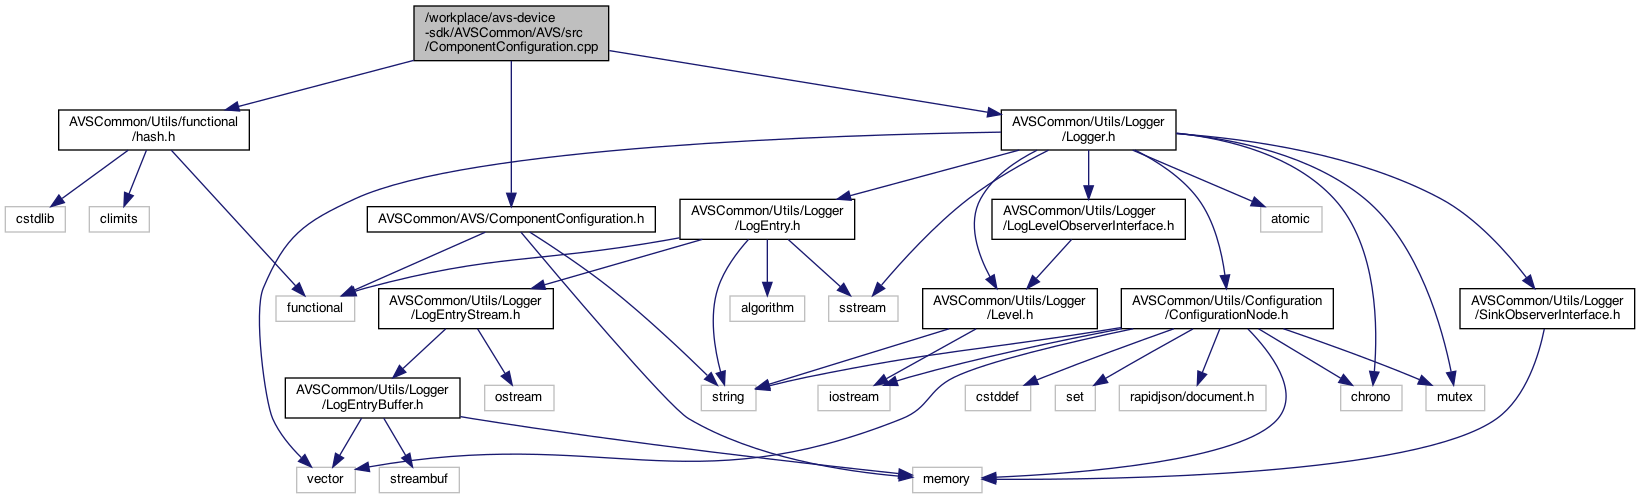 /workplace/avs-device
-sdk/AVSCommon/AVS/src
/ComponentConfiguration.cpp
AVSCommon/Utils/functional
/hash.h
AVSCommon/Utils/Logger
/Logger.h
cstdlib
climits
AVSCommon/AVS/ComponentConfiguration.h
AVSCommon/Utils/Logger
/LogEntry.h
AVSCommon/Utils/Logger
/LogLevelObserverInterface.h
atomic
functional
AVSCommon/Utils/Logger
/LogEntryStream.h
algorithm
sstream
AVSCommon/Utils/Logger
/Level.h
AVSCommon/Utils/Configuration
/ConfigurationNode.h
AVSCommon/Utils/Logger
/SinkObserverInterface.h
AVSCommon/Utils/Logger
/LogEntryBuffer.h
ostream
string
iostream
cstddef
set
rapidjson/document.h
chrono
mutex
vector
streambuf
memory